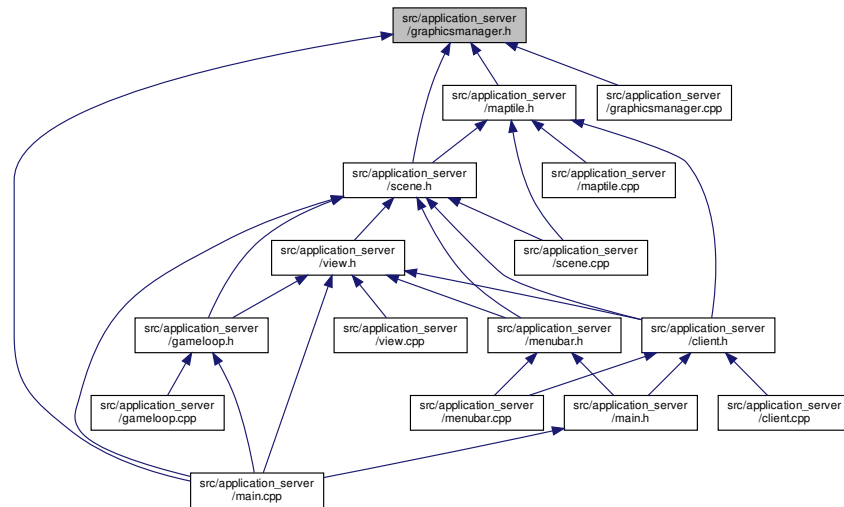 src/application_server
/graphicsmanager.h
src/application_server
/maptile.h
src/application_server
/graphicsmanager.cpp
src/application_server
/scene.h
src/application_server
/maptile.cpp
src/application_server
/view.h
src/application_server
/scene.cpp
src/application_server
/gameloop.h
src/application_server
/view.cpp
src/application_server
/menubar.h
src/application_server
/client.h
src/application_server
/gameloop.cpp
src/application_server
/menubar.cpp
src/application_server
/main.h
src/application_server
/client.cpp
src/application_server
/main.cpp